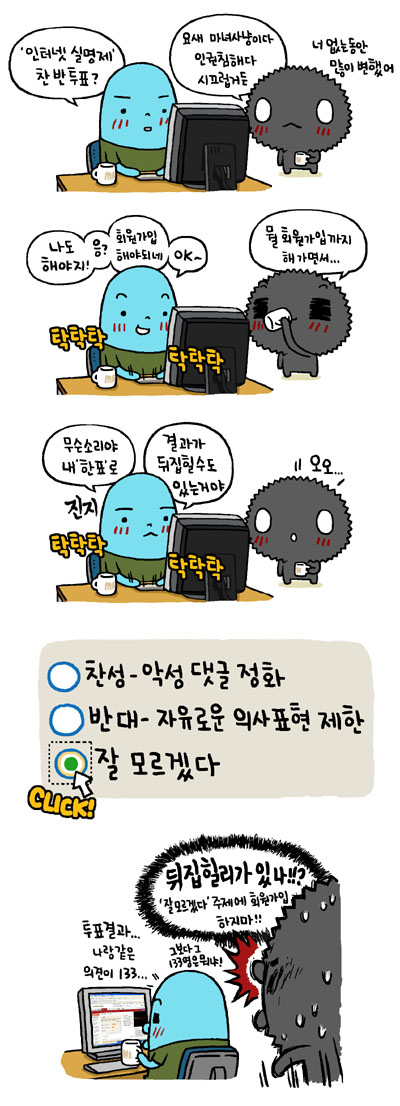 '인터넷 실명제'
찬반투표?
요새 마녀사냥이다
인권침해다
시끄럽거든
너 없는동안
많이 변했어
나도
해야지!
응?
회원가입
해야되네
OK~
뭘 회원가입까지
해가면서...
탁탁탁
탁탁탁
무슨소리야
내'한표'로
결과가
뒤집힐수도
있는거야
진지
오오...
탁탁탁
탁탁탁
찬성-악성 댓글 정화
반대-자유로운 의사표현 제한
잘 모르겠다
CLICK!
뒤집힐리가 있나!!?
'잘모르겠다' 주제에 회원가입
하지마!!
투표결과...
나랑같은
의견이 133...
그보다 그
133명은뭐냐!